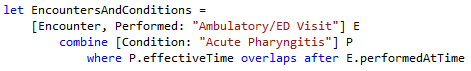 let EncountersAndConditions =
[Encounter, Performed: "Ambulatory/ED Visit"] E
combine [Condition: "Acute Pharyngitis"] P
where P.effectiveTime overlaps after E.performedAtTime